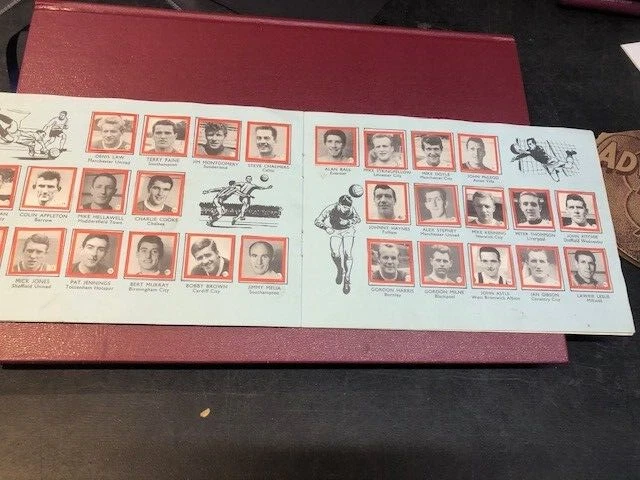 DENIS LAW
Manchester United
TERRY PAINE
Southampton
JIM MONTGOMERY
Sunderland
STEVE CHALMERS
Celtic
COLIN APPLETON
Barrow
MIKE HELLAWELL
Huddersfield Town
CHARLIE COOKE
Chelsea
MICK JONES
Sheffield United
PAT JENNINGS
Tottenham Hotspur
BERT MURRAY
Birmingham City
BOBBY BROWN
Cardiff City
JIMMY MELIA
Southampton
ALAN BALL
Everton
MIKE STRINGFELLOW
Leicester City
MIKE DOYLE
Manchester City
JOHN
Aston Villa
JOHNNY HAYNES
Fulham
ALEX STEPNEY
Manchester United
MIKE KENNING
City
PETER THOMPSON
Liverpool
JOHN RITCHIE
Sheffield Wednesday
GORDON HARRIS
Burnley
GORDON MILNE
Blackpool
JOHN ASTLE
West Bromwich Albion
IAN GIBSON
Coventry City
LAWRIE LESLIE
Millwall
AD